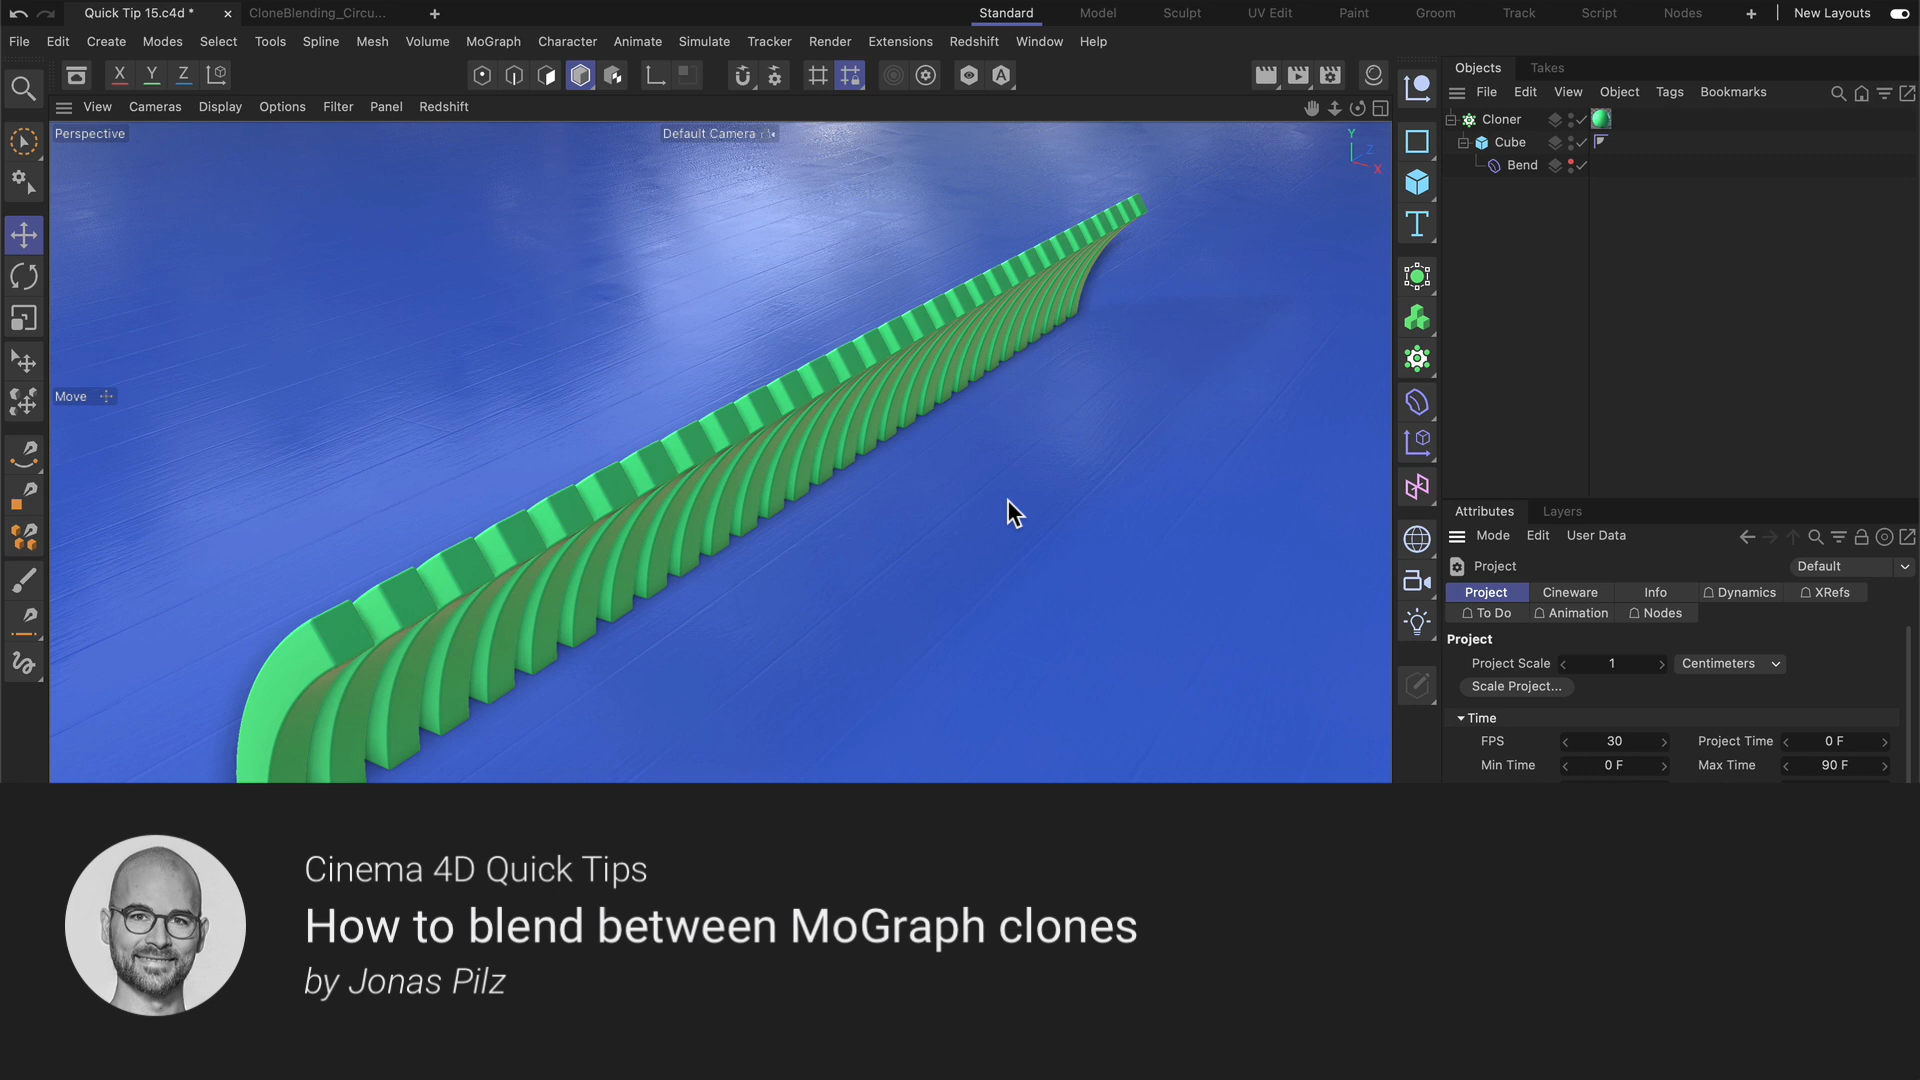 Quick Tip 15.c4d *
CloneBlending_Circu...
Standard
Model
Sculpt
UV Edit
Paint
Groom
Track
Script
Nodes
New Layouts
File Edit Create Modes Select Tools Spline Mesh Volume MoGraph Character Animate Simulate Tracker Render Extensions Redshift Window Help
X Y Z
A
View Cameras Display Options Filter Panel Redshift
Perspective
Default Camera
Y
Z
X
Move
Objects Takes
File Edit View Object Tags Bookmarks
Cloner
Cube
Bend
Attributes Layers
Mode Edit User Data
Project
Default
Project Cineware Info Dynamics XRefs
To Do Animation Nodes
Project
Project Scale 1 Centimeters
Scale Project...
Time
FPS 30 Project Time 0 F
Min Time 0 F Max Time 90 F
Cinema 4D Quick Tips
How to blend between MoGraph clones
by Jonas Pilz